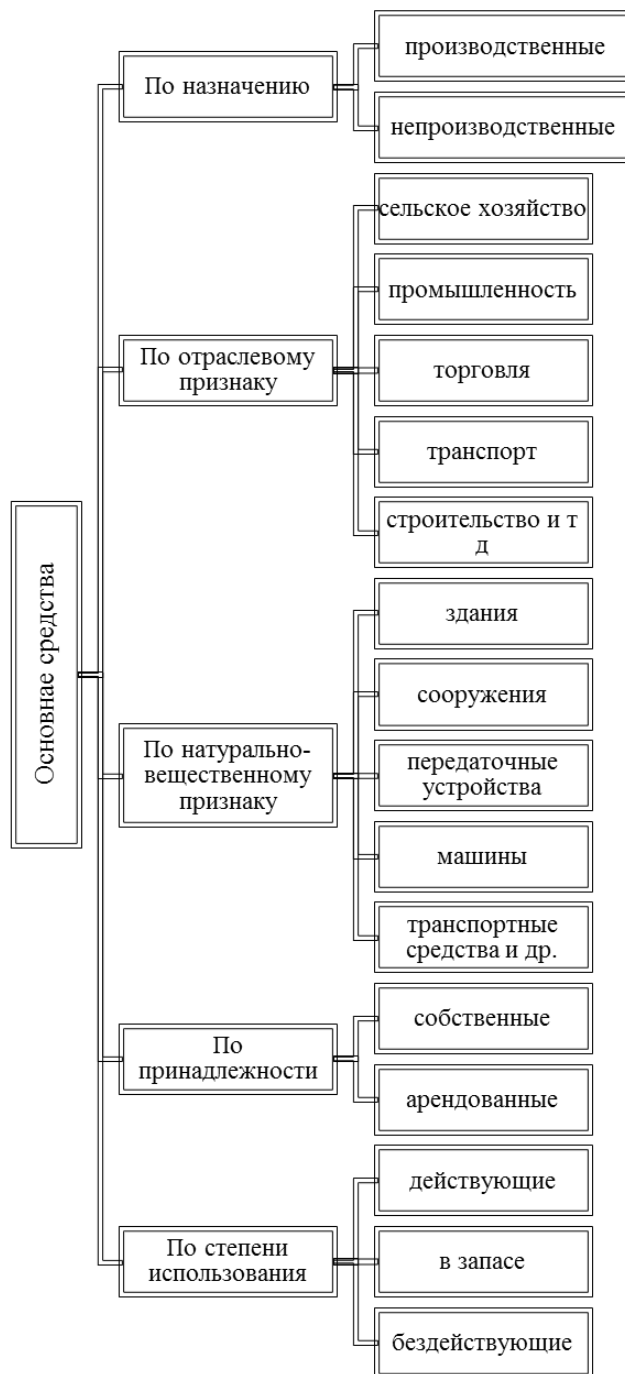 Основнае средства
По назначению
производственные
непроизводственные
По отраслевому
признаку
сельское хозяйство
промышленность
торговля
транспорт
строительство и т
д
По натурально-
вещественному
признаку
здания
сооружения
передаточные
устройства
машины
транспортные
средства и др.
По
принадлежности
собственные
арендованные
По степени
использования
действующие
в запасе
бездействующие